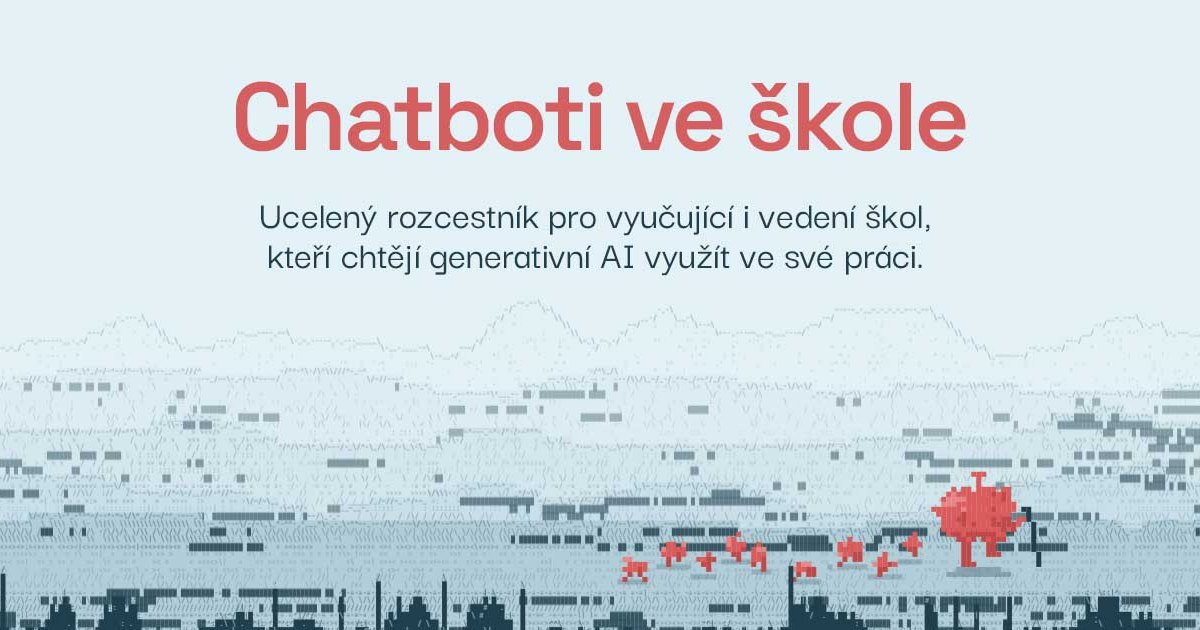 Chatboti ve škole
Ucelený rozcestník pro vyučující i vedení škol,
kteří chtějí generativní AI využít ve své práci.